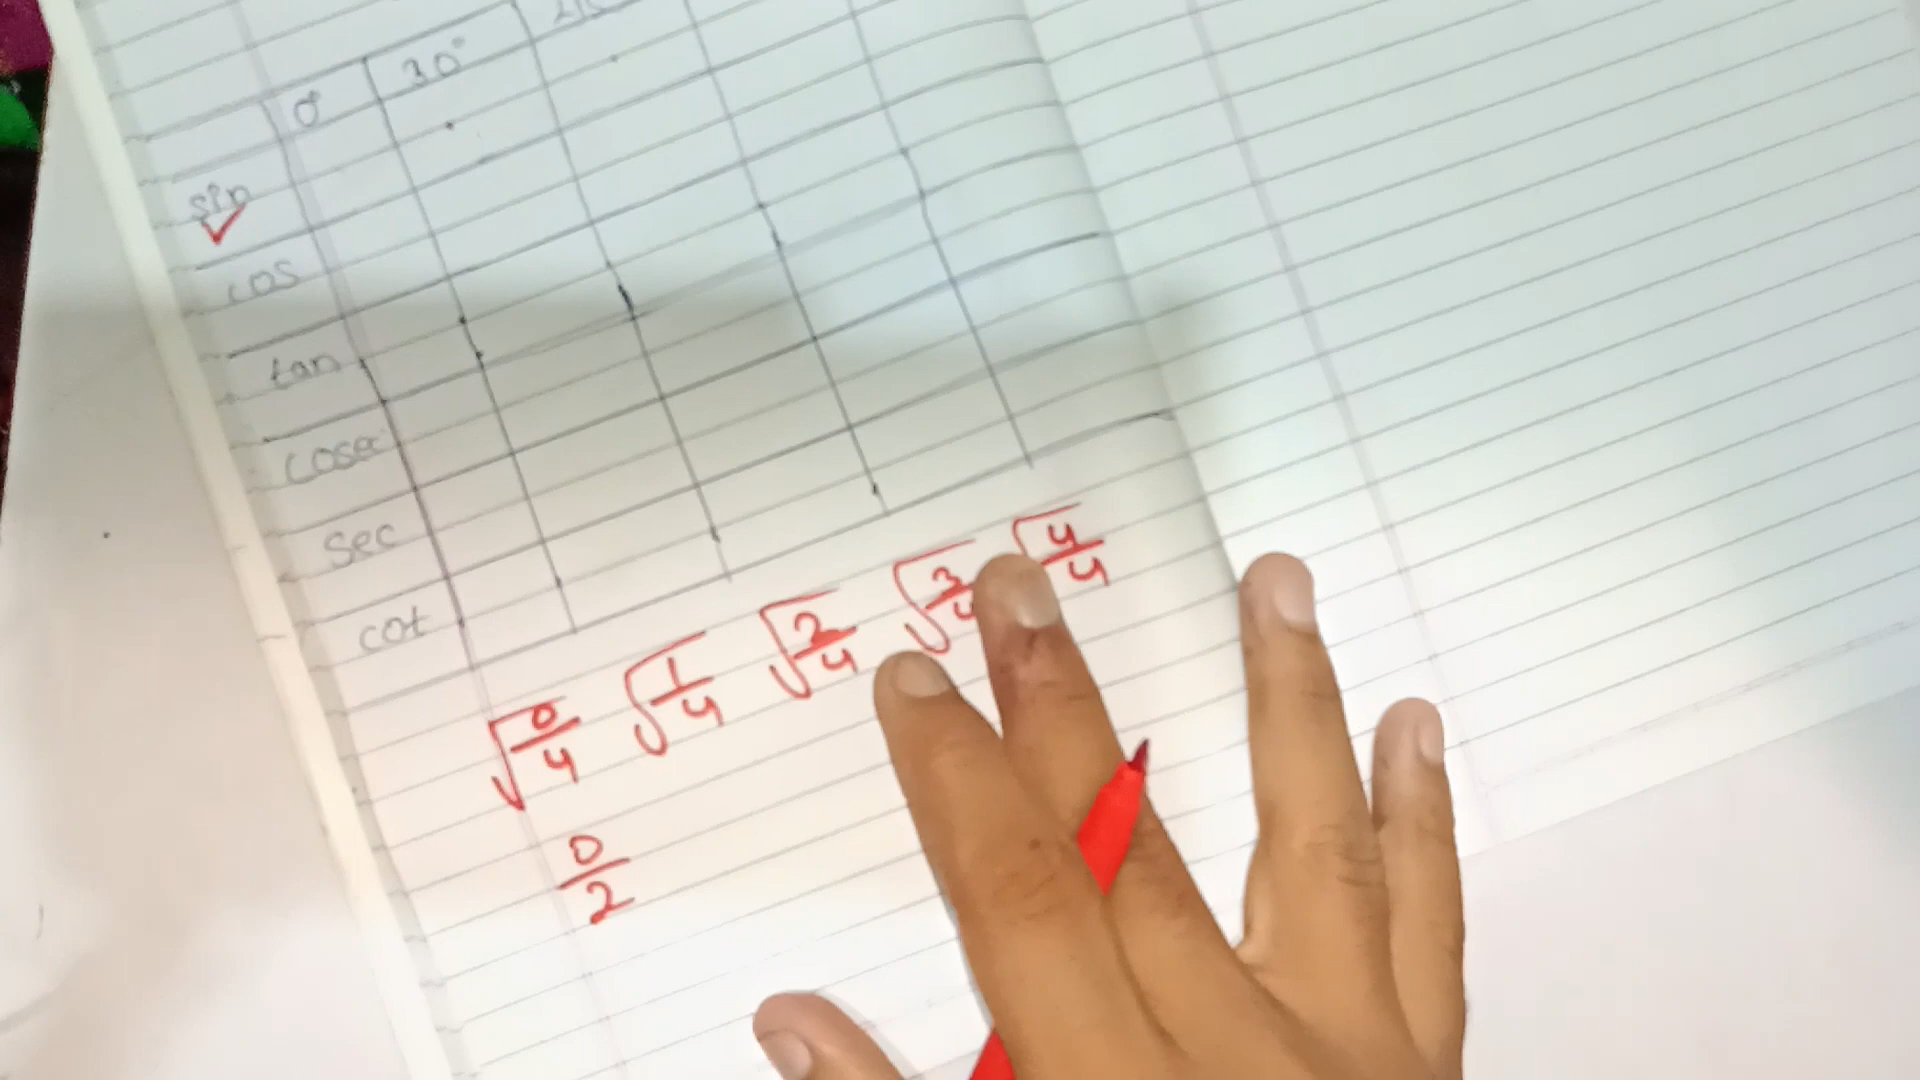 0° 30°
sin
cos
tan
cosec
sec
cot
√0/4 √1/4 √2/4 √3/4 √4/4
0/2